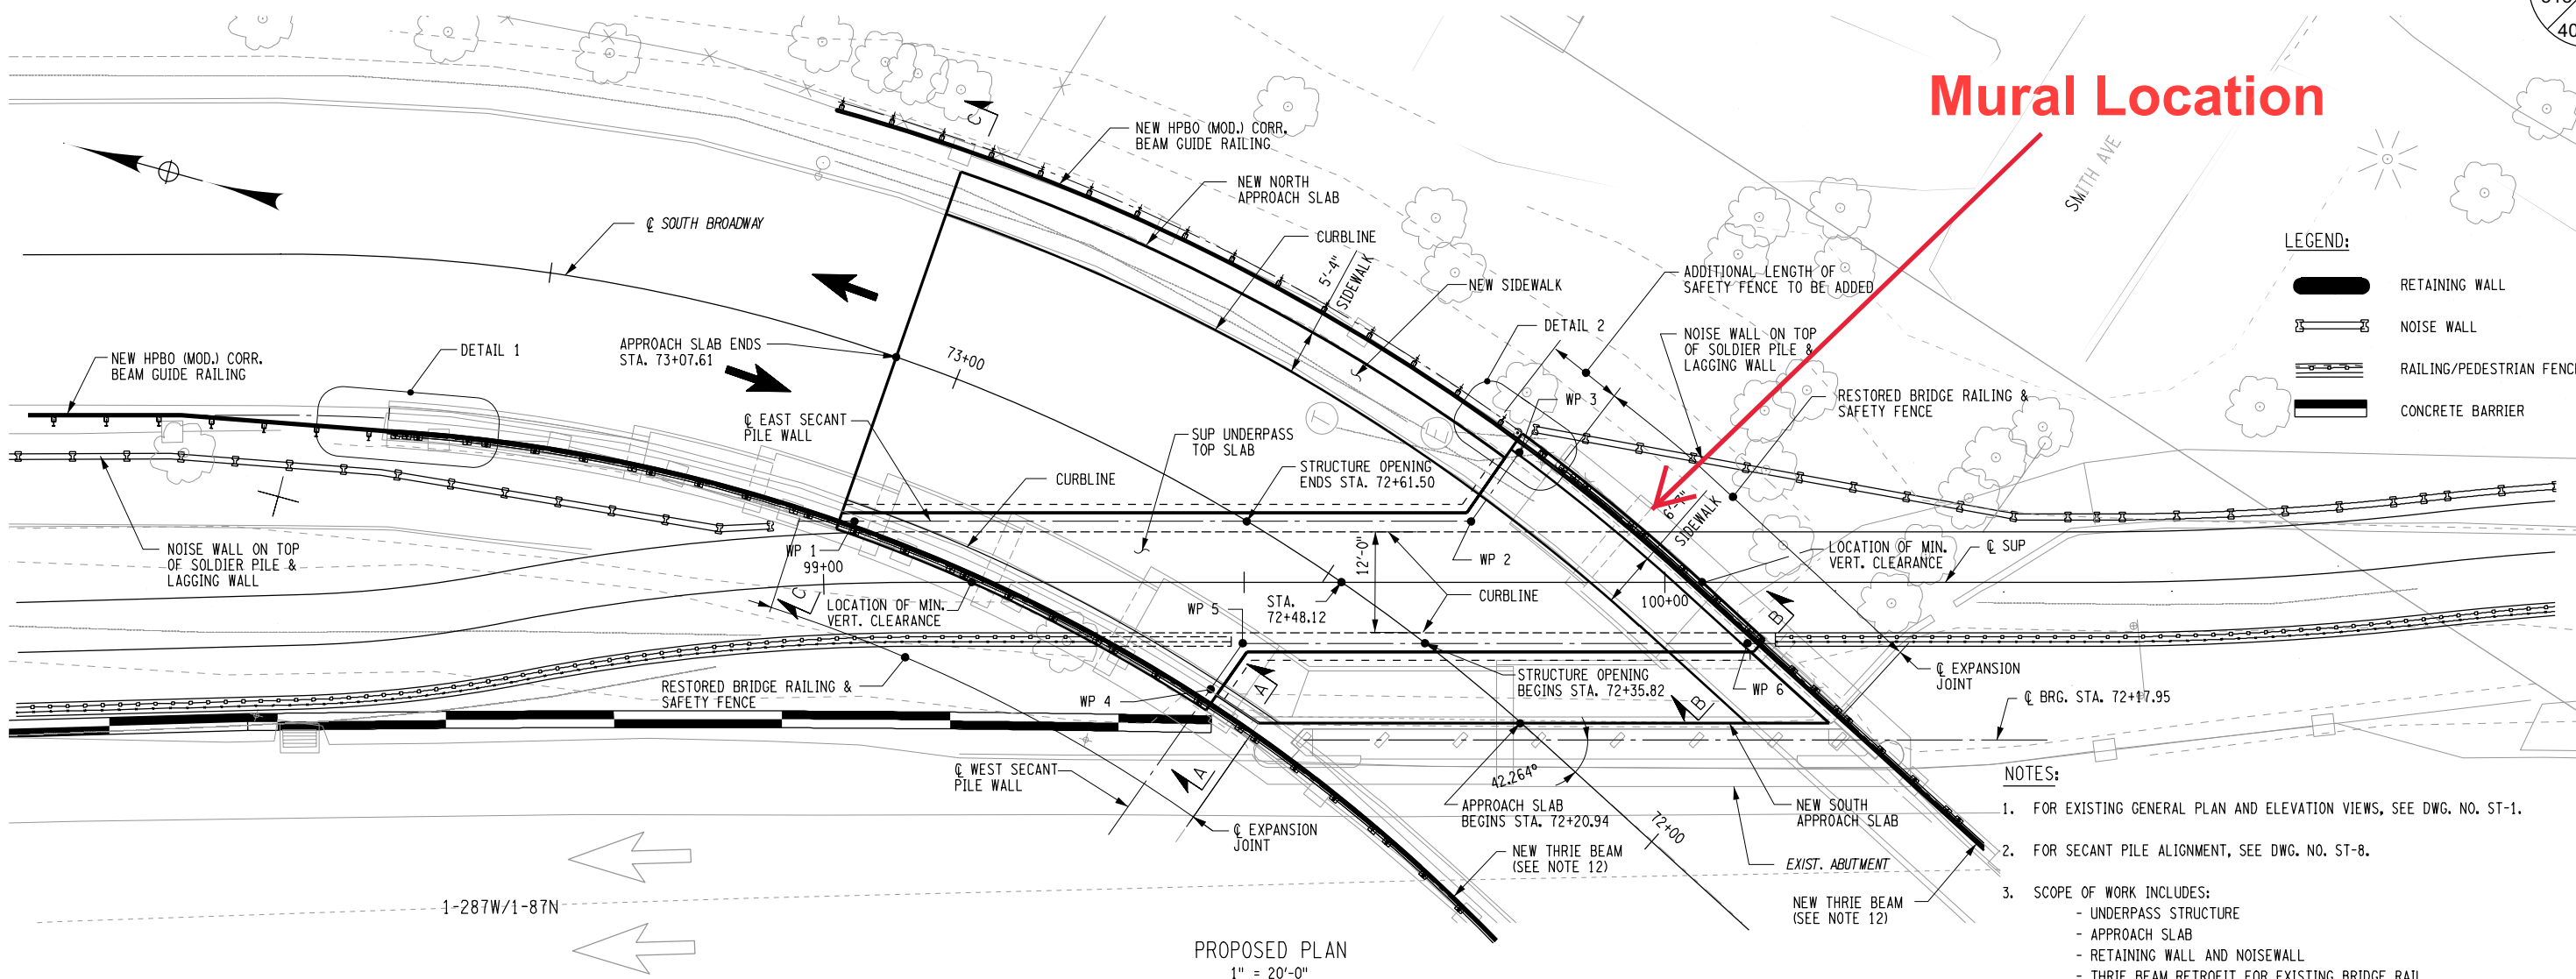 40
Mural Location
SMITH AVE
NEW HPBO (MOD.) CORR.
BEAM GUIDE RAILING
NEW NORTH
APPROACH SLAB
C
℄ SOUTH BROADWAY
CURBLINE
5'-4"
SIDEWALK
NEW SIDEWALK
ADDITIONAL LENGTH OF
SAFETY FENCE TO BE ADDED
DETAIL 2
NOISE WALL ON TOP
OF SOLDIER PILE &
LAGGING WALL
LEGEND:
RETAINING WALL
NOISE WALL
RAILING/PEDESTRIAN FENCE
CONCRETE BARRIER
NEW HPBO (MOD.) CORR.
BEAM GUIDE RAILING
DETAIL 1
APPROACH SLAB ENDS
STA. 73+07.61
73+00
℄ EAST SECANT
PILE WALL
WP 3
RESTORED BRIDGE RAILING &
SAFETY FENCE
SUP UNDERPASS
TOP SLAB
STRUCTURE OPENING
ENDS STA. 72+61.50
CURBLINE
6'-7"
SIDEWALK
NOISE WALL ON TOP
OF SOLDIER PILE &
LAGGING WALL
WP 1
99+00
WP 2
12'-0"
LOCATION OF MIN.
VERT. CLEARANCE
℄ SUP
C
LOCATION OF MIN.
VERT. CLEARANCE
WP 5
STA.
72+48.12
CURBLINE
100+00
B
RESTORED BRIDGE RAILING &
SAFETY FENCE
WP 4
A
STRUCTURE OPENING
BEGINS STA. 72+35.82
B
WP 6
℄ EXPANSION
JOINT
℄ BRG. STA. 72+17.95
℄ WEST SECANT
PILE WALL
A
42.264°
APPROACH SLAB
BEGINS STA. 72+20.94
72+00
NEW SOUTH
APPROACH SLAB
℄ EXPANSION
JOINT
NEW THRIE BEAM
(SEE NOTE 12)
EXIST. ABUTMENT
NEW THRIE BEAM
(SEE NOTE 12)
1-287W/1-87N
PROPOSED PLAN
1" = 20'-0"
NOTES:
1. FOR EXISTING GENERAL PLAN AND ELEVATION VIEWS, SEE DWG. NO. ST-1.
2. FOR SECANT PILE ALIGNMENT, SEE DWG. NO. ST-8.
3. SCOPE OF WORK INCLUDES:
- UNDERPASS STRUCTURE
- APPROACH SLAB
- RETAINING WALL AND NOISEWALL
- THRIE BEAM RETROFIT FOR EXISTING BRIDGE RAIL